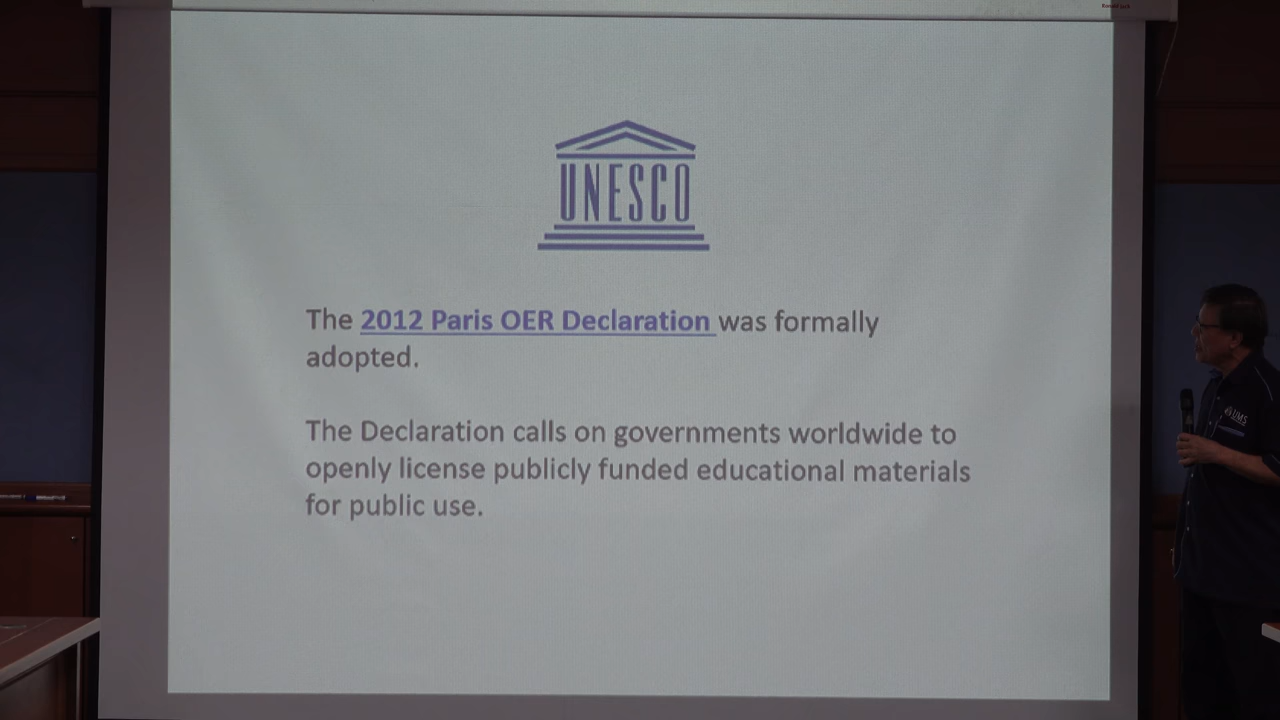 UNESCO
The 2012 Paris OER Declaration was formally
adopted.
The Declaration calls on governments worldwide to
openly license publicly funded educational materials
for public use.
UMS